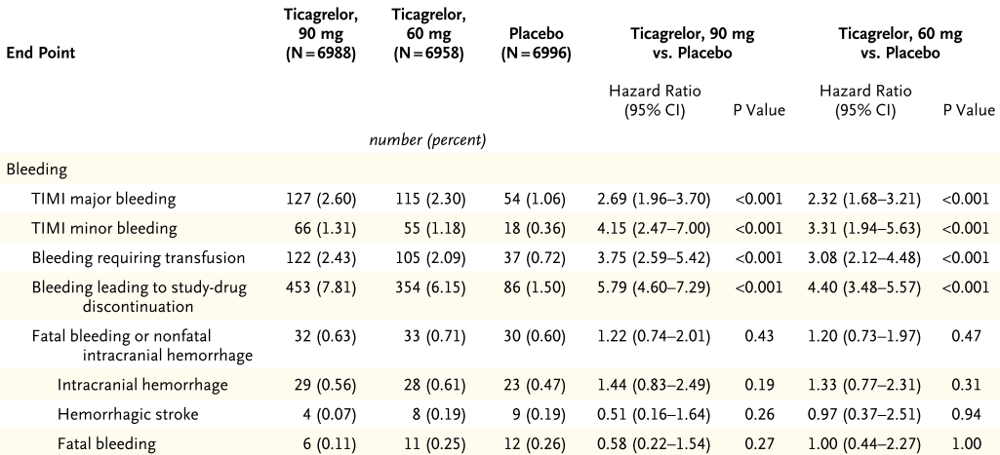 End Point Ticagrelor, 90 mg (N=6988) Ticagrelor, 60 mg (N=6958) Placebo (N=6996) Ticagrelor, 90 mg vs. Placebo Ticagrelor, 60 mg vs. Placebo
Hazard Ratio (95% CI) P Value Hazard Ratio (95% CI) P Value
number (percent)
Bleeding
TIMI major bleeding 127 (2.60) 115 (2.30) 54 (1.06) 2.69 (1.96–3.70) <0.001 2.32 (1.68–3.21) <0.001
TIMI minor bleeding 66 (1.31) 55 (1.18) 18 (0.36) 4.15 (2.47–7.00) <0.001 3.31 (1.94–5.63) <0.001
Bleeding requiring transfusion 122 (2.43) 105 (2.09) 37 (0.72) 3.75 (2.59–5.42) <0.001 3.08 (2.12–4.48) <0.001
Bleeding leading to study-drug 453 (7.81) 354 (6.15) 86 (1.50) 5.79 (4.60–7.29) <0.001 4.40 (3.48–5.57) <0.001
discontinuation
Fatal bleeding or nonfatal 32 (0.63) 33 (0.71) 30 (0.60) 1.22 (0.74–2.01) 0.43 1.20 (0.73–1.97) 0.47
intracranial hemorrhage
Intracranial hemorrhage 29 (0.56) 28 (0.61) 23 (0.47) 1.44 (0.83–2.49) 0.19 1.33 (0.77–2.31) 0.31
Hemorrhagic stroke 4 (0.07) 8 (0.19) 9 (0.19) 0.51 (0.16–1.64) 0.26 0.97 (0.37–2.51) 0.94
Fatal bleeding 6 (0.11) 11 (0.25) 12 (0.26) 0.58 (0.22–1.54) 0.27 1.00 (0.44–2.27) 1.00